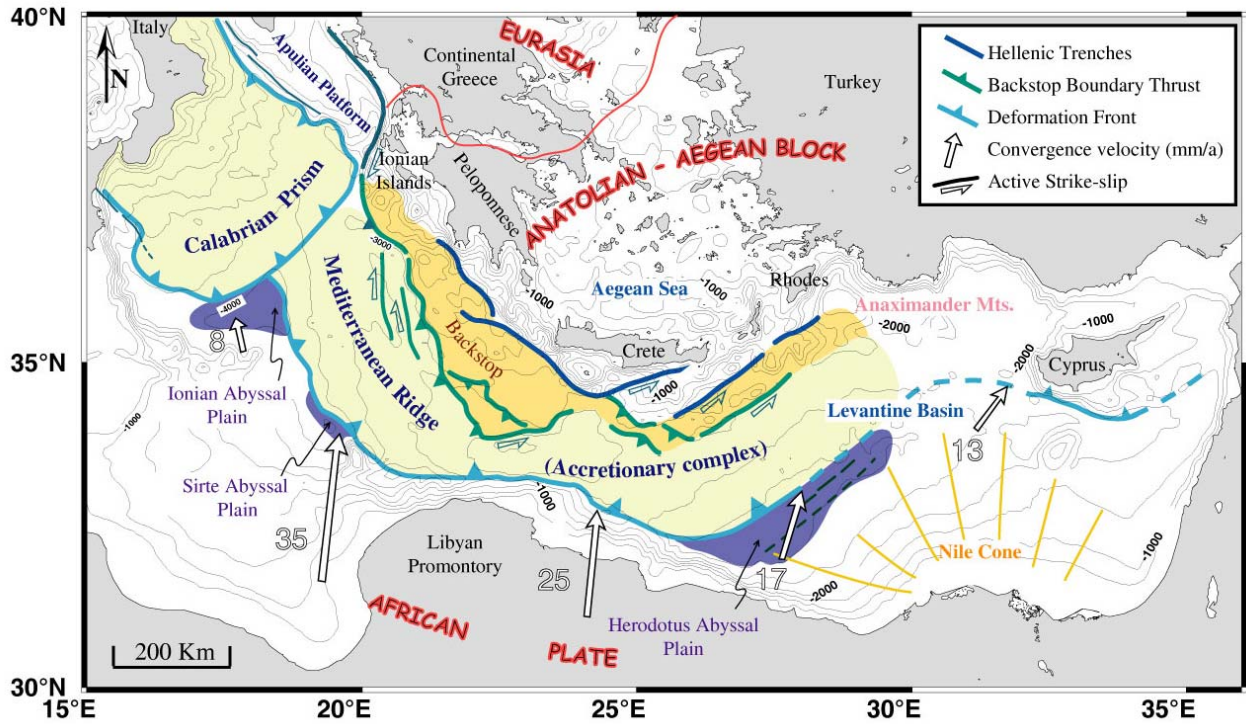 40°N
35°N
30°N
15°E
20°E
25°E
30°E
35°E
N
Italy
Apulian Platform
Continental
Greece
EURASIA
Turkey
Hellenic Trenches
Backstop Boundary Thrust
Deformation Front
Convergence velocity (mm/a)
Active Strike-slip
Ionian
Islands
Peloponnese
ANATOLIAN - AEGEAN BLOCK
Calabrian Prism
-3000
Mediterranean Ridge
Backstop
-1000
Aegean Sea
-1000
Rhodes
Anaximander Mts.
-2000
-1000
Crete
-1000
-2000
Cyprus
-4000
8
Ionian Abyssal
Plain
Levantine Basin
13
-1000
Sirte Abyssal
Plain
(Accretionary complex)
-1000
35
Libyan
Promontory
25
17
Nile Cone
-2000
-1000
AFRICAN
PLATE
Herodotus Abyssal
Plain
200 Km